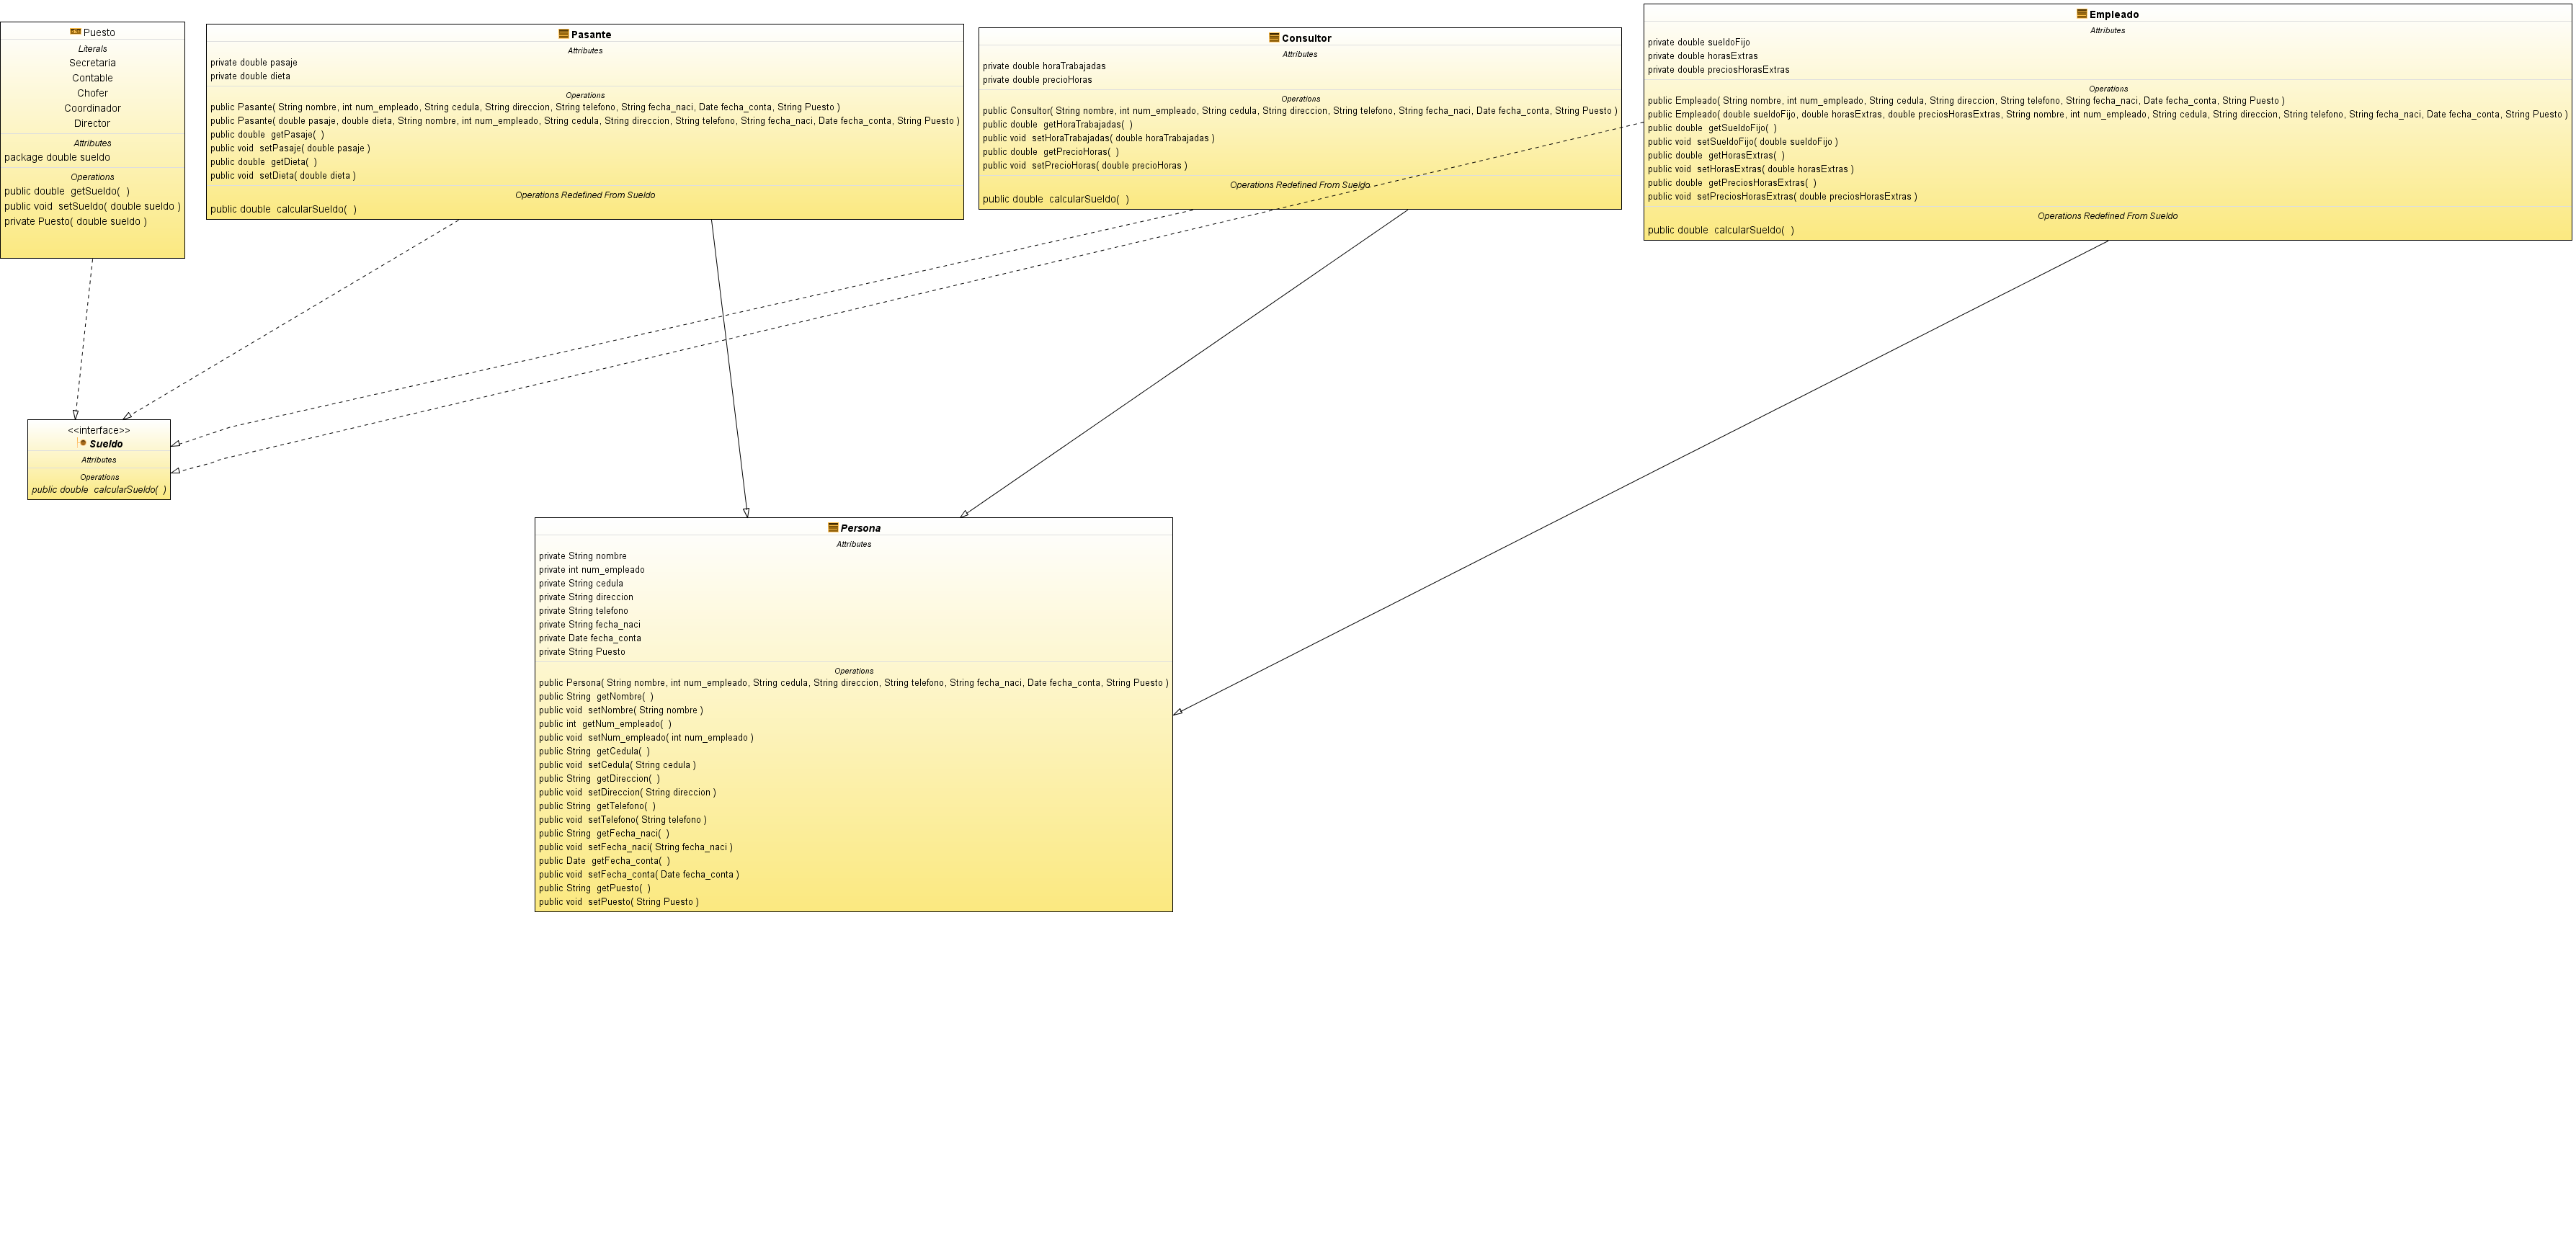 Puesto
Literals
Secretaria
Contable
Chofer
Coordinador
Director
Attributes
package double sueldo
Operations
public double  getSueldo(  )
public void  setSueldo( double sueldo )
private Puesto( double sueldo )
Pasante
Attributes
private double pasaje
private double dieta
Operations
public Pasante( String nombre, int num_empleado, String cedula, String direccion, String telefono, String fecha_naci, Date fecha_conta, String Puesto )
public Pasante( double pasaje, double dieta, String nombre, int num_empleado, String cedula, String direccion, String telefono, String fecha_naci, Date fecha_conta, String Puesto )
public double  getPasaje(  )
public void  setPasaje( double pasaje )
public double  getDieta(  )
public void  setDieta( double dieta )
Operations Redefined From Sueldo
public double  calcularSueldo(  )
Consultor
Attributes
private double horaTrabajadas
private double precioHoras
Operations
public Consultor( String nombre, int num_empleado, String cedula, String direccion, String telefono, String fecha_naci, Date fecha_conta, String Puesto )
public double  getHoraTrabajadas(  )
public void  setHoraTrabajadas( double horaTrabajadas )
public double  getPrecioHoras(  )
public void  setPrecioHoras( double precioHoras )
Operations Redefined From Sueldo
public double  calcularSueldo(  )
Empleado
Attributes
private double sueldoFijo
private double horasExtras
private double preciosHorasExtras
Operations
public Empleado( String nombre, int num_empleado, String cedula, String direccion, String telefono, String fecha_naci, Date fecha_conta, String Puesto )
public Empleado( double sueldoFijo, double horasExtras, double preciosHorasExtras, String nombre, int num_empleado, String cedula, String direccion, String telefono, String fecha_naci, Date fecha_conta, String Puesto )
public double  getSueldoFijo(  )
public void  setSueldoFijo( double sueldoFijo )
public double  getHorasExtras(  )
public void  setHorasExtras( double horasExtras )
public double  getPreciosHorasExtras(  )
public void  setPreciosHorasExtras( double preciosHorasExtras )
Operations Redefined From Sueldo
public double  calcularSueldo(  )
<<interface>>
Sueldo
Attributes
Operations
public double  calcularSueldo(  )
Persona
Attributes
private String nombre
private int num_empleado
private String cedula
private String direccion
private String telefono
private String fecha_naci
private Date fecha_conta
private String Puesto
Operations
public Persona( String nombre, int num_empleado, String cedula, String direccion, String telefono, String fecha_naci, Date fecha_conta, String Puesto )
public String  getNombre(  )
public void  setNombre( String nombre )
public int  getNum_empleado(  )
public void  setNum_empleado( int num_empleado )
public String  getCedula(  )
public void  setCedula( String cedula )
public String  getDireccion(  )
public void  setDireccion( String direccion )
public String  getTelefono(  )
public void  setTelefono( String telefono )
public String  getFecha_naci(  )
public void  setFecha_naci( String fecha_naci )
public Date  getFecha_conta(  )
public void  setFecha_conta( Date fecha_conta )
public String  getPuesto(  )
public void  setPuesto( String Puesto )